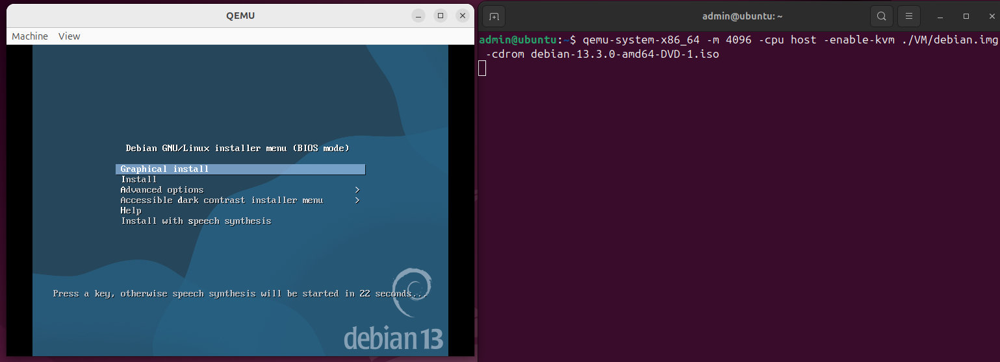 QEMU
Machine View
Debian GNU/Linux installer menu (BIOS mode)
Graphical install
Install
Advanced options >
Accessible dark contrast installer menu >
Help
Install with speech synthesis
Press a key, otherwise speech synthesis will be started in 22 seconds...
debian 13
admin@ubuntu: ~
admin@ubuntu:~$ qemu-system-x86_64 -m 4096 -cpu host -enable-kvm ./VM/debian.img
-cdrom debian-13.3.0-amd64-DVD-1.iso